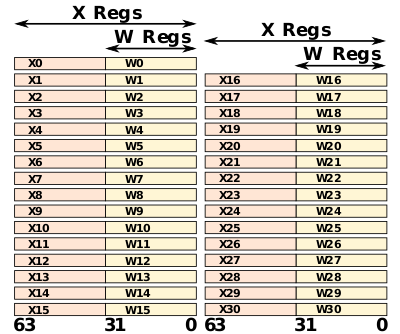 X Regs
W Regs
X0 W0
X1 W1
X2 W2
X3 W3
X4 W4
X5 W5
X6 W6
X7 W7
X8 W8
X9 W9
X10 W10
X11 W11
X12 W12
X13 W13
X14 W14
X15 W15
63 31 0
X Regs
W Regs
X16 W16
X17 W17
X18 W18
X19 W19
X20 W20
X21 W21
X22 W22
X23 W23
X24 W24
X25 W25
X26 W26
X27 W27
X28 W28
X29 W29
X30 W30
63 31 0